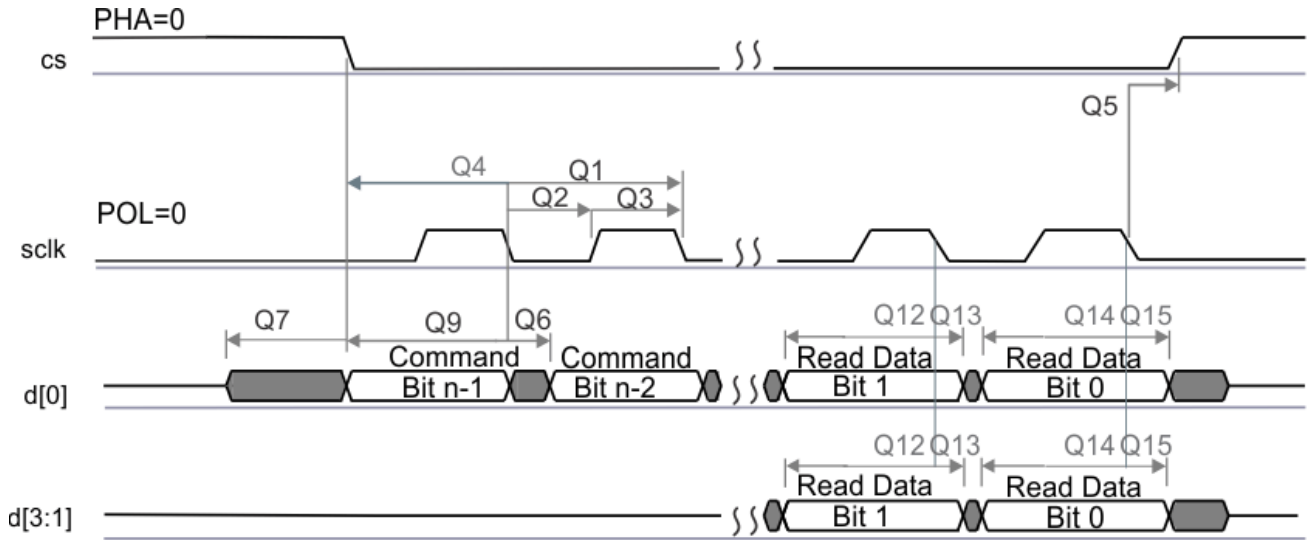 PHA=0
cs
Q5
Q4 Q1
Q2 Q3
POL=0
sclk
Q7 Q9 Q6 Q12 Q13 Q14 Q15
Command Command Read Data Read Data
d[0] Bit n-1 Bit n-2 Bit 1 Bit 0
Q12 Q13 Q14 Q15
Read Data Read Data
d[3:1] Bit 1 Bit 0